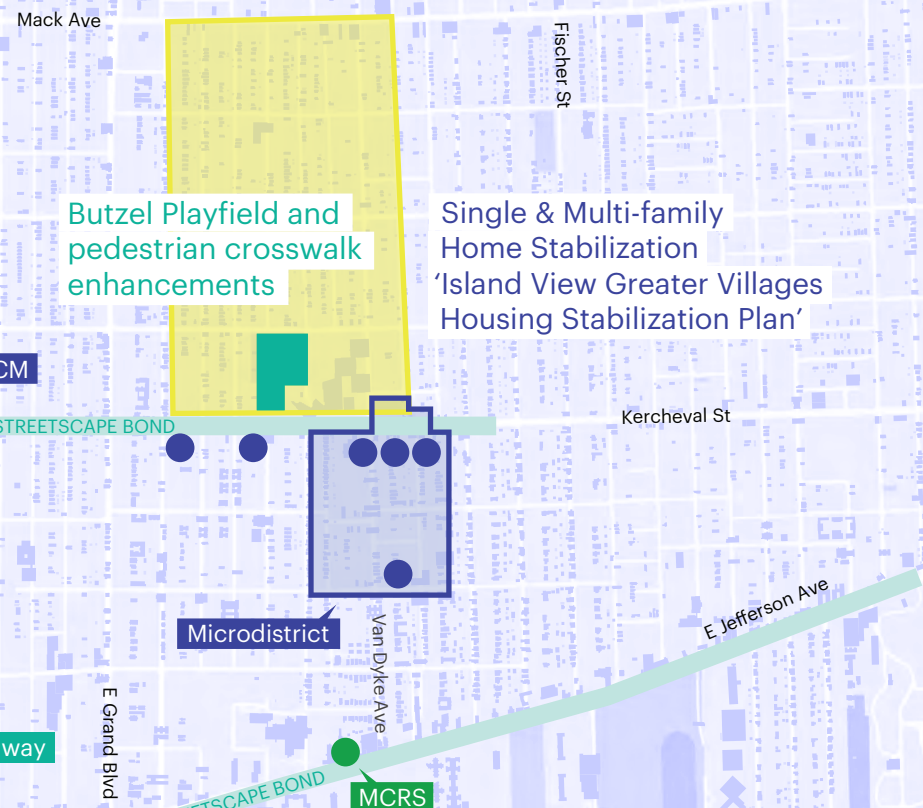 Mack Ave
Fischer St
Butzel Playfield and
pedestrian crosswalk
enhancements
Single & Multi-family
Home Stabilization
‘Island View Greater Villages
Housing Stabilization Plan’
CM
STREETSCAPE BOND
Kercheval St
Microdistrict
Van Dyke Ave
E Jefferson Ave
E Grand Blvd
way
ETSCAPE BOND
MCRS